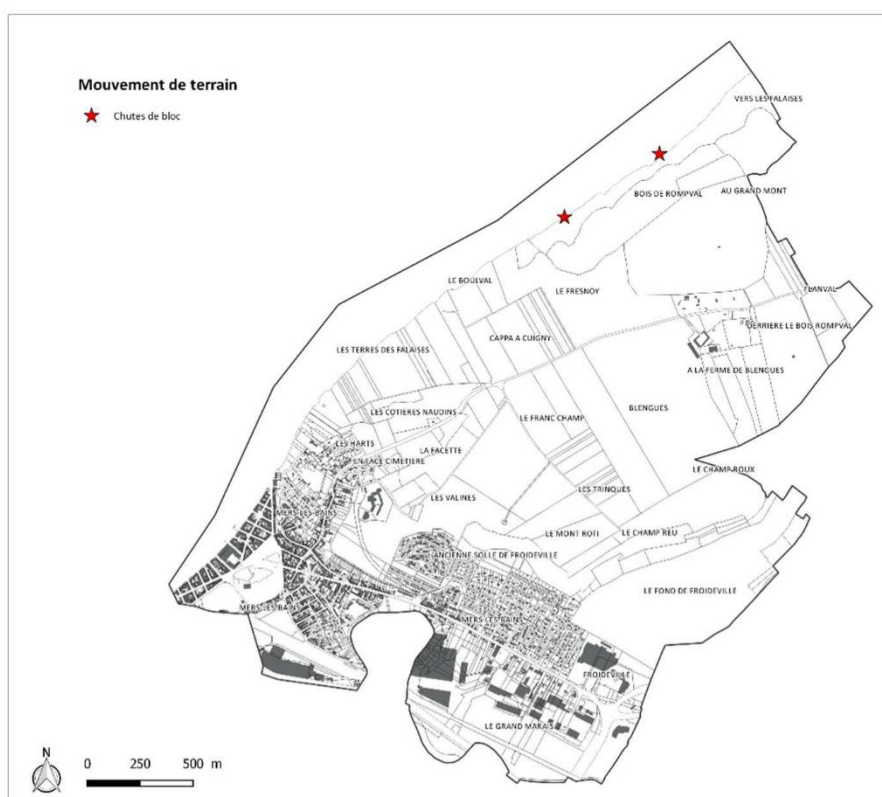 Mouvement de terrain
Chutes de bloc
VERS LES FALAISES
BOIS DE ROMPVAL
AU GRAND MONT
LE BOULVAL
LE FRESNOY
DERRIERE LE BOIS ROMPVAL
CAPPA A CUIGNY
LES TERRES DES FALAISES
A LA FERME DE BLENGUES
BLENGUES
LES COTIERES NAUDINS
LE FRANC CHAMP
LES HARTS
LA FACETTE
EN FACE CIMETIERE
LE CHAMP ROUX
LES TRINQUES
LES VALINES
MERS-LES-BAINS
LE MONT ROTI
LE CHAMP REU
ANCIENNE SOLLE DE FROIDEVILLE
LE FOND DE FROIDEVILLE
MERS-LES-BAINS
MERS-LES-BAINS
FROIDEVILLE
LE GRAND MARAIS
N
0 250 500 m